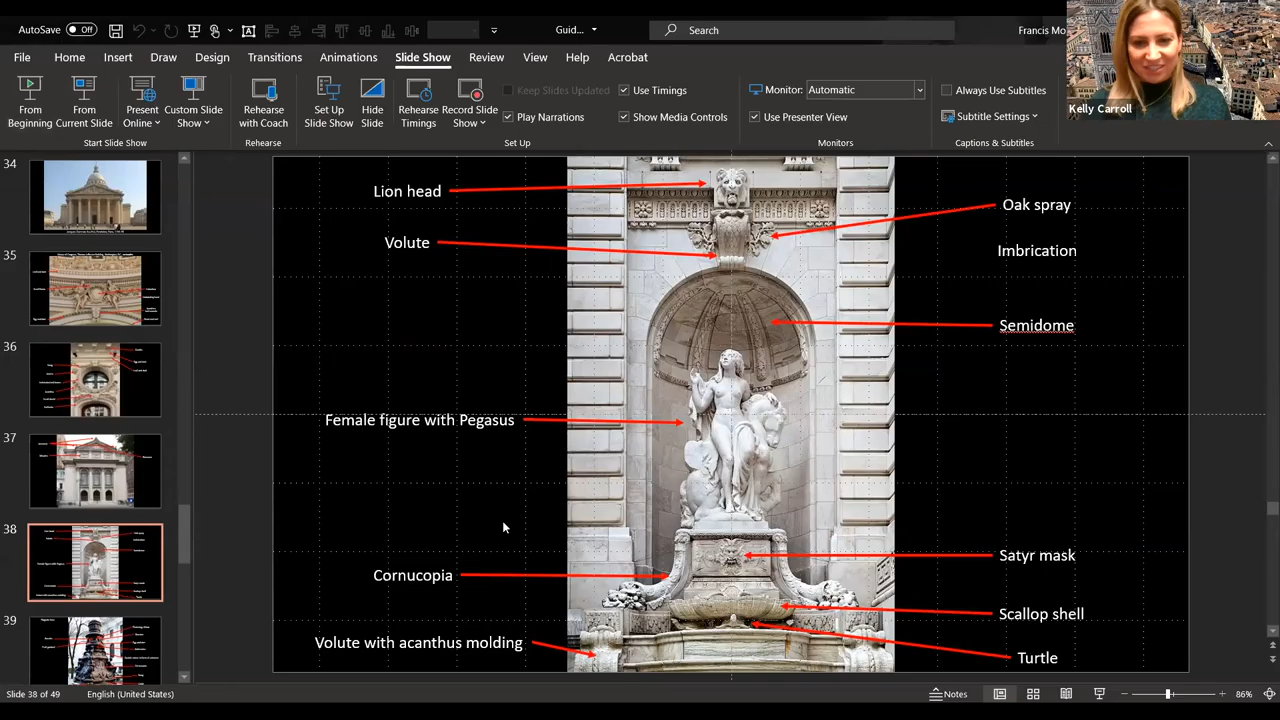 AutoSave Off
Guid...
Search
Francis Mo
File Home Insert Draw Design Transitions Animations Slide Show Review View Help Acrobat
From Beginning
From Current Slide
Present Online
Custom Slide Show
Rehearse with Coach
Set Up Slide Show
Hide Slide
Rehearse Timings
Record Slide Show
Keep Slides Updated
Play Narrations
Use Timings
Show Media Controls
Monitor: Automatic
Use Presenter View
Always Use Subtitles
Subtitle Settings
Start Slide Show
Rehearse
Set Up
Monitors
Captions & Subtitles
Kelly Carroll
34
35
36
37
38
39
Lion head
Volute
Female figure with Pegasus
Cornucopia
Volute with acanthus molding
Oak spray
Imbrication
Semidome
Satyr mask
Scallop shell
Turtle
Slide 38 of 49
English (United States)
Notes
86%